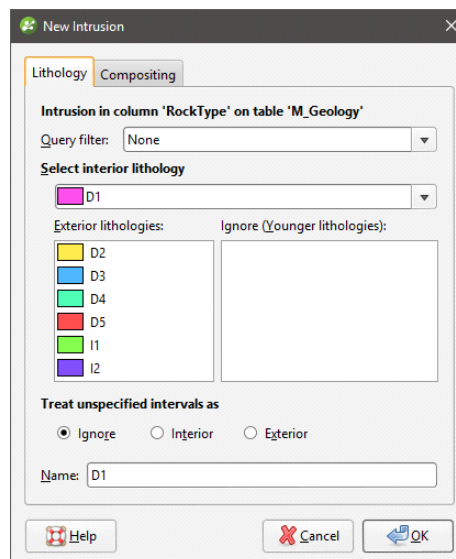 New Intrusion
Lithology Compositing
Intrusion in column 'RockType' on table 'M_Geology'
Query filter: None
Select interior lithology
D1
Exterior lithologies: Ignore (Younger lithologies):
D2
D3
D4
D5
I1
I2
Treat unspecified intervals as
Ignore Interior Exterior
Name: D1
Help Cancel OK